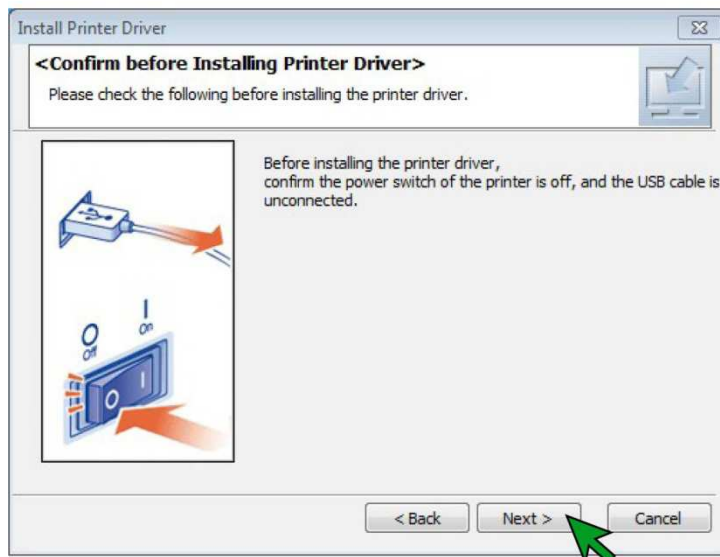 Install Printer Driver
<Confirm before Installing Printer Driver>
Please check the following before installing the printer driver.
Before installing the printer driver,
confirm the power switch of the printer is off, and the USB cable is
unconnected.
O
Off
I
On
O
I
< Back
Next >
Cancel